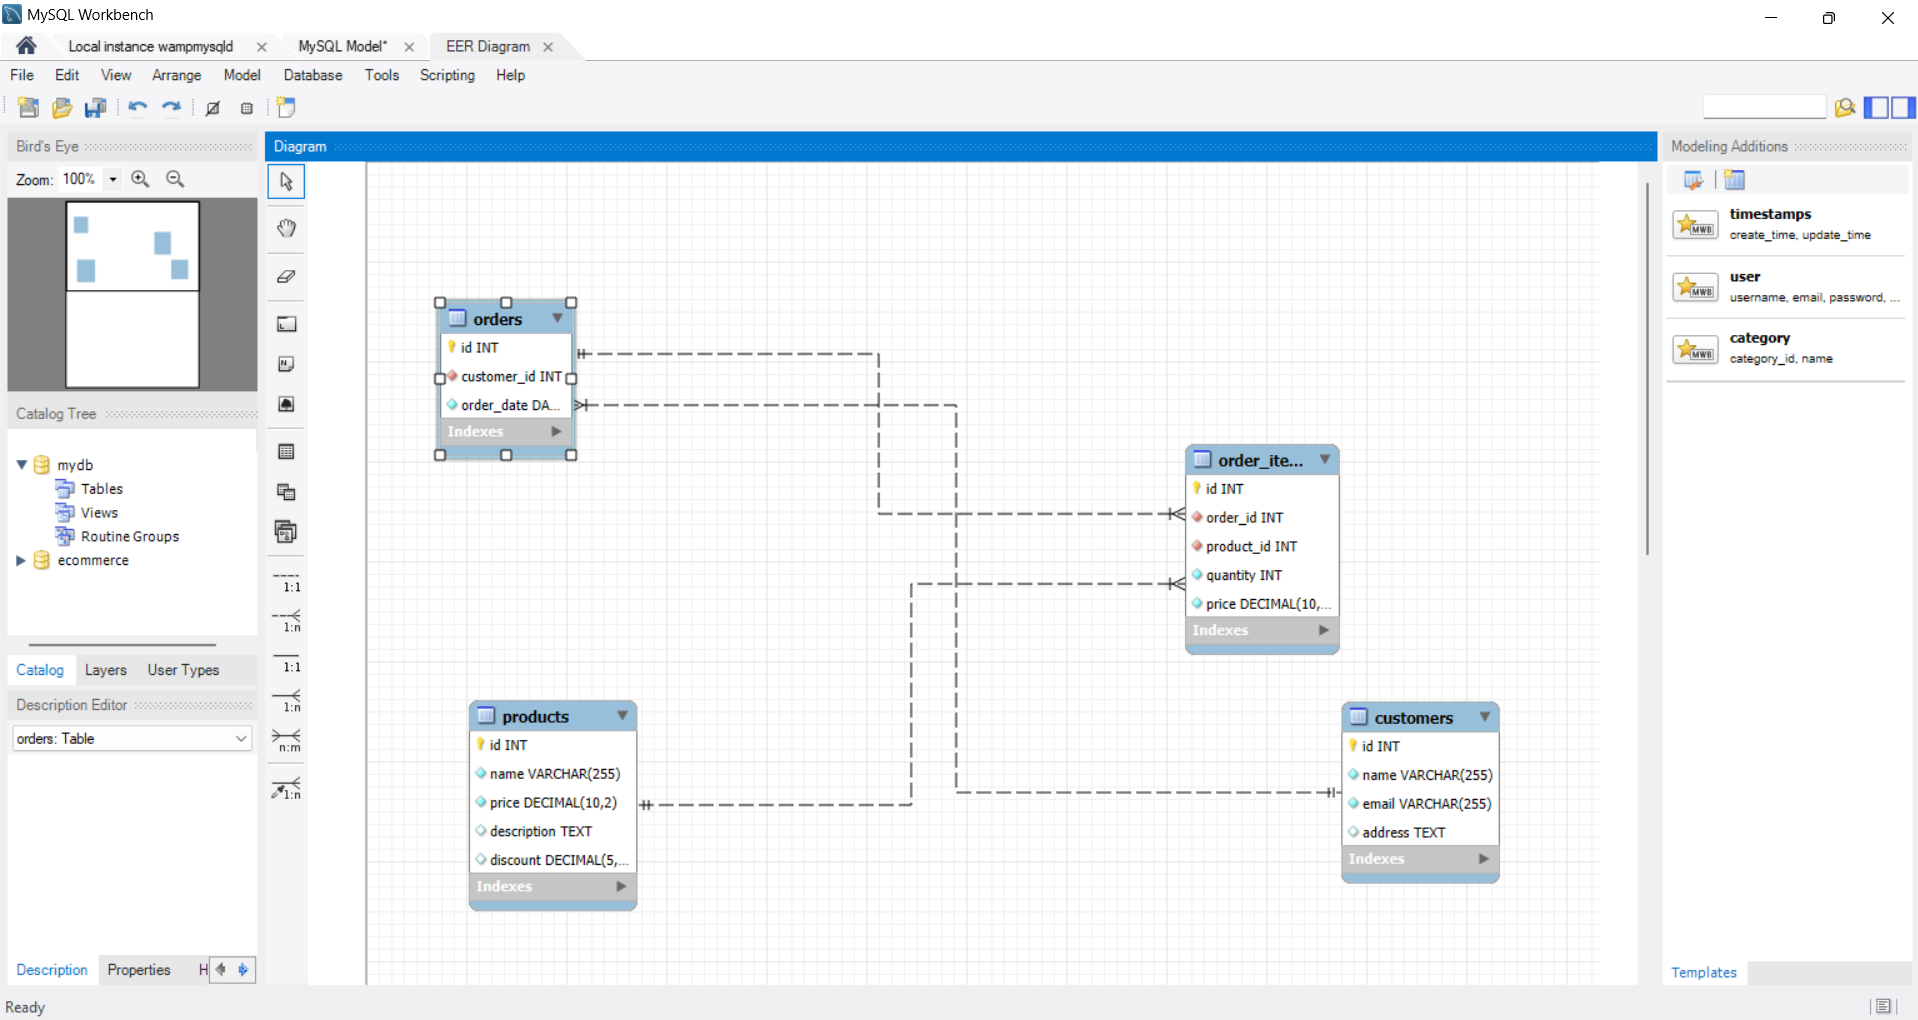 MySQL Workbench
Local instance wampmysqld
MySQL Model*
EER Diagram
File Edit View Arrange Model Database Tools Scripting Help
Bird's Eye
Zoom: 100%
Catalog Tree
mydb
Tables
Views
Routine Groups
ecommerce
Catalog Layers User Types
Description Editor
orders: Table
Description Properties H
Ready
Diagram
1:1
1:n
1:1
1:n
n:m
1:n
orders
id INT
customer_id INT
order_date DA...
Indexes
order_ite...
id INT
order_id INT
product_id INT
quantity INT
price DECIMAL(10,...
Indexes
products
id INT
name VARCHAR(255)
price DECIMAL(10,2)
description TEXT
discount DECIMAL(5,...
Indexes
customers
id INT
name VARCHAR(255)
email VARCHAR(255)
address TEXT
Indexes
Modeling Additions
MWB
timestamps
create_time, update_time
MWB
user
username, email, password, ...
MWB
category
category_id, name
Templates